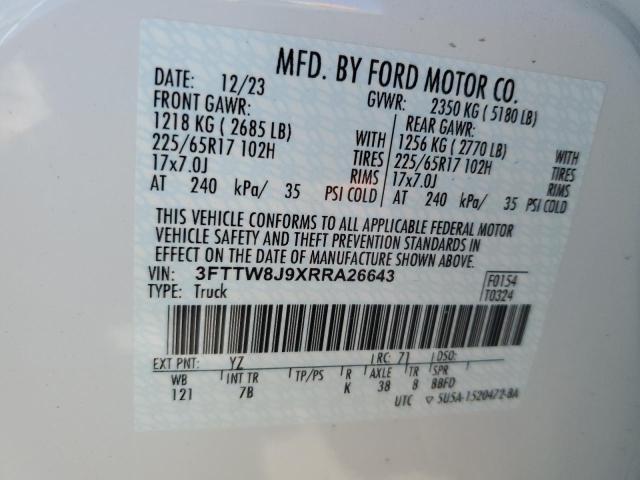 MFD. BY FORD MOTOR CO.
DATE: 12/23 GVWR: 2350 KG ( 5180 LB)
FRONT GAWR: REAR GAWR:
1218 KG ( 2685 LB) WITH 1256 KG ( 2770 LB) WITH
225/65R17 102H TIRES 225/65R17 102H TIRES
17x7.0J RIMS 17x7.0J RIMS
AT 240 kPa/ 35 PSI COLD AT 240 kPa/ 35 PSI COLD
THIS VEHICLE CONFORMS TO ALL APPLICABLE FEDERAL MOTOR
VEHICLE SAFETY AND THEFT PREVENTION STANDARDS IN
EFFECT ON THE DATE OF MANUFACTURE SHOWN ABOVE.
VIN: 3FTTW8J9XRRA26643 F0154
TYPE: Truck T0324
EXT PNT: YZ RC: 71 DSO:
WB INT TR TP/PS R AXLE TR SPR
121 7B K 38 8 BBFD
UTC ▽ 5U5A-1520472-BA